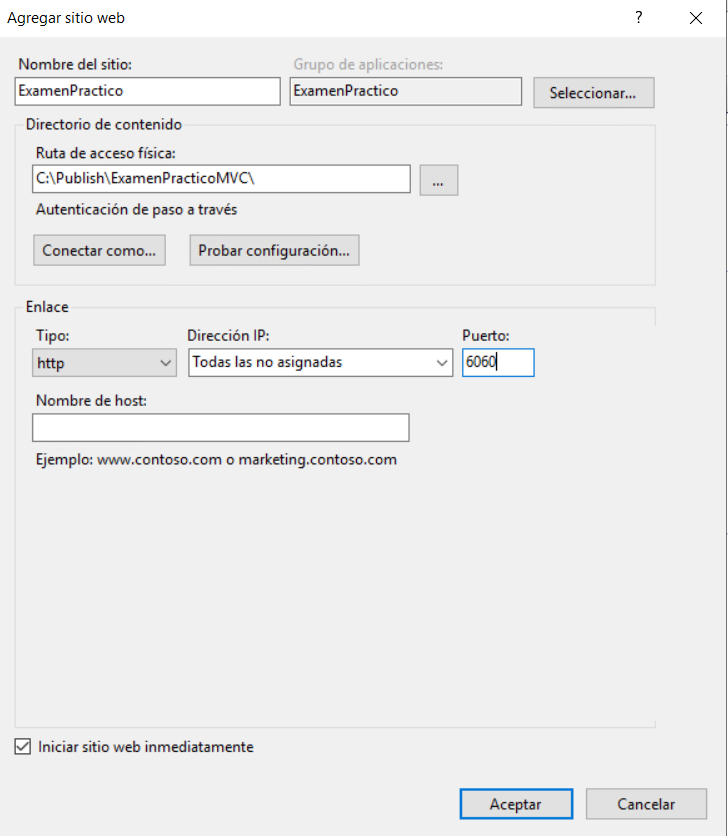 Agregar sitio web
?
Nombre del sitio:
Grupo de aplicaciones:
ExamenPractico
ExamenPractico
Seleccionar...
Directorio de contenido
Ruta de acceso física:
C:\Publish\ExamenPracticoMVC\
...
Autenticación de paso a través
Conectar como...
Probar configuración...
Enlace
Tipo:
Dirección IP:
Puerto:
http
Todas las no asignadas
6060
Nombre de host:
Ejemplo: www.contoso.com o marketing.contoso.com
Iniciar sitio web inmediatamente
Aceptar
Cancelar